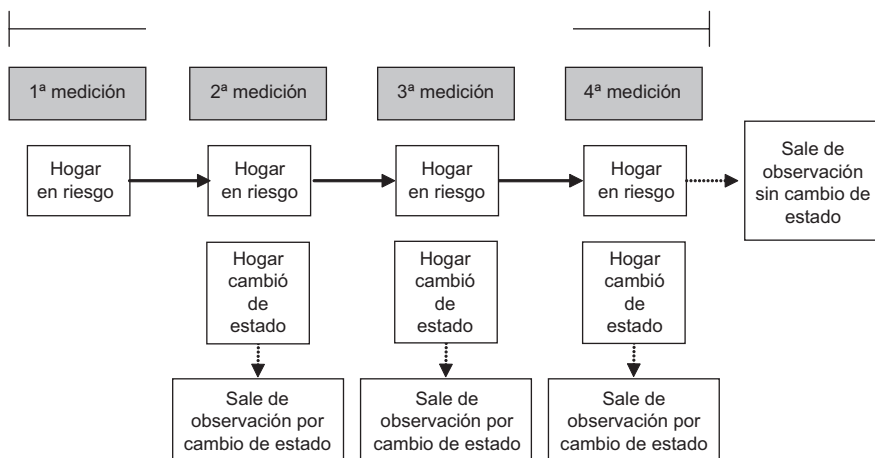 1ª medición
2ª medición
3ª medición
4ª medición
Hogar
en riesgo
Hogar
en riesgo
Hogar
en riesgo
Hogar
en riesgo
Sale de
observación
sin cambio de
estado
Hogar
cambió
de
estado
Hogar
cambió
de
estado
Hogar
cambió
de
estado
Sale de
observación por
cambio de estado
Sale de
observación por
cambio de estado
Sale de
observación por
cambio de estado